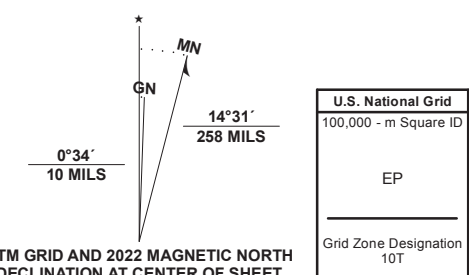 ★
MN
GN
14°31´
258 MILS
0°34´
10 MILS
TM GRID AND 2022 MAGNETIC NORTH
DECLINATION AT CENTER OF SHEET
U.S. National Grid
100,000 - m Square ID
EP
Grid Zone Designation
10T